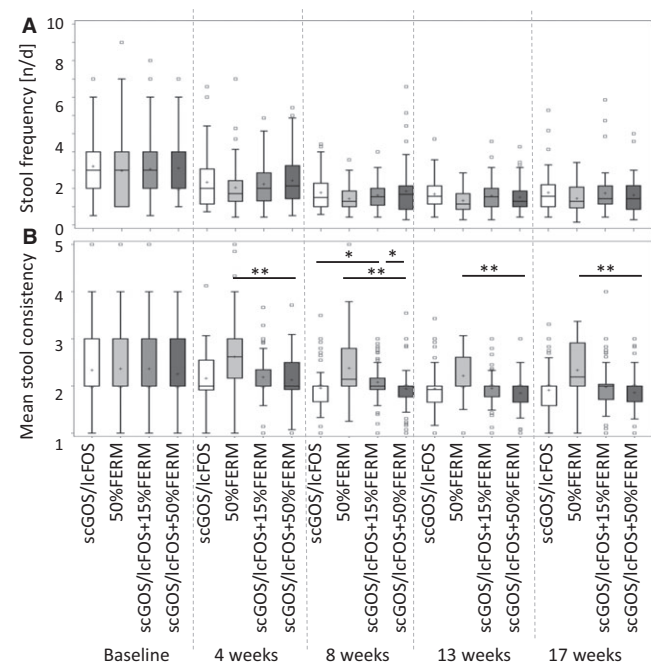 A
Stool frequency [n/d]
10
8
6
4
2
0
B
Mean stool consistency
5
4
3
2
1
**
*
*
**
**
**
scGOS/lcFOS
50%FERM
scGOS/lcFOS+15%FERM
scGOS/lcFOS+50%FERM
scGOS/lcFOS
50%FERM
scGOS/lcFOS+15%FERM
scGOS/lcFOS+50%FERM
scGOS/lcFOS
50%FERM
scGOS/lcFOS+15%FERM
scGOS/lcFOS+50%FERM
scGOS/lcFOS
50%FERM
scGOS/lcFOS+15%FERM
scGOS/lcFOS+50%FERM
scGOS/lcFOS
50%FERM
scGOS/lcFOS+15%FERM
scGOS/lcFOS+50%FERM
Baseline
4 weeks
8 weeks
13 weeks
17 weeks